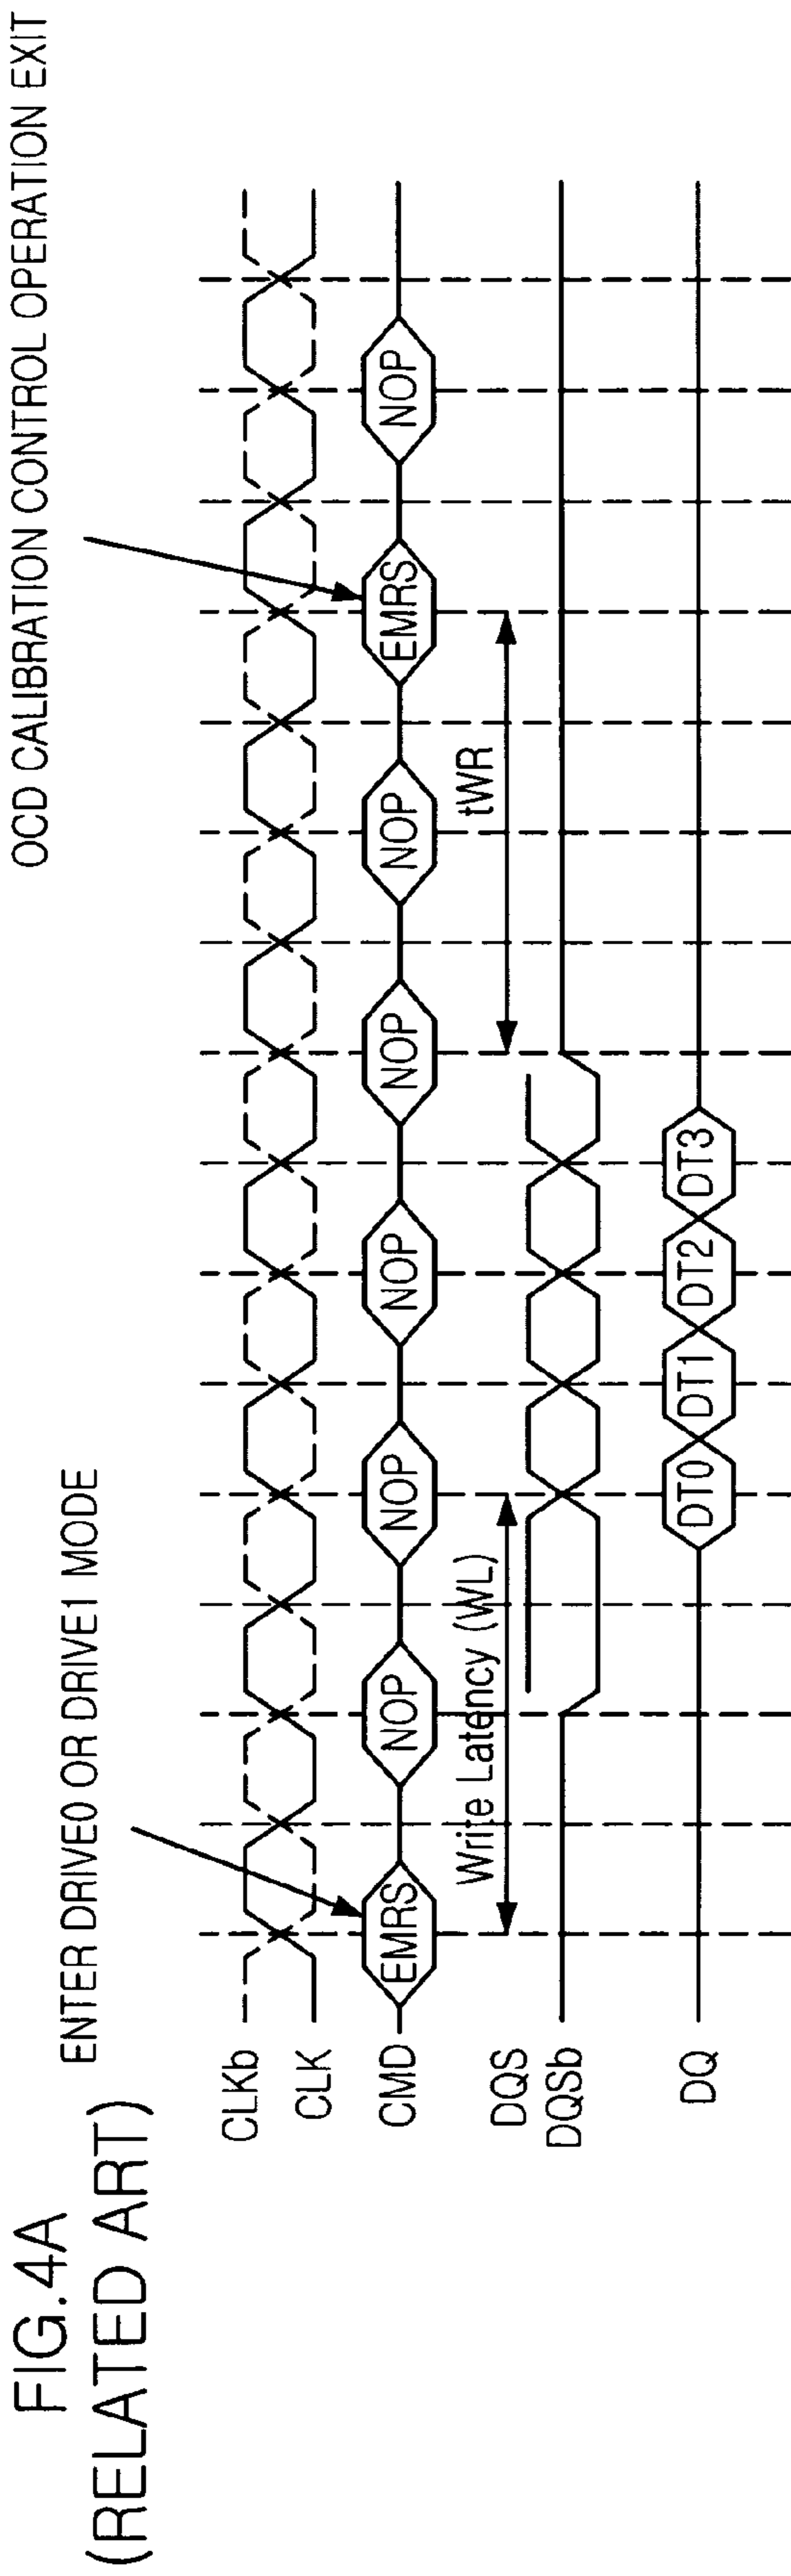 FIG.4A
(RELATED ART)
ENTER DRIVE0 OR DRIVE1 MODE
OCD CALIBRATION CONTROL OPERATION EXIT
CLKb
CLK
CMD
EMRS
NOP
NOP
NOP
NOP
NOP
EMRS
NOP
DQS
Write Latency (WL)
tWR
DQSb
DQ
DT0
DT1
DT2
DT3